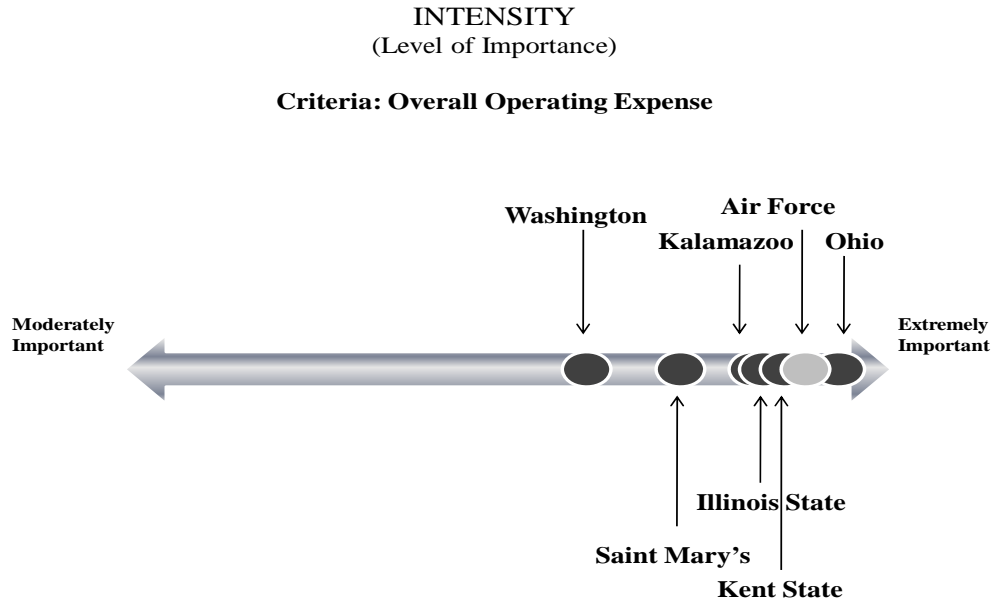 INTENSITY
(Level of Importance)
Criteria: Overall Operating Expense
Washington
Air Force
Kalamazoo
Ohio
Moderately
Important
Extremely
Important
Illinois State
Saint Mary’s
Kent State